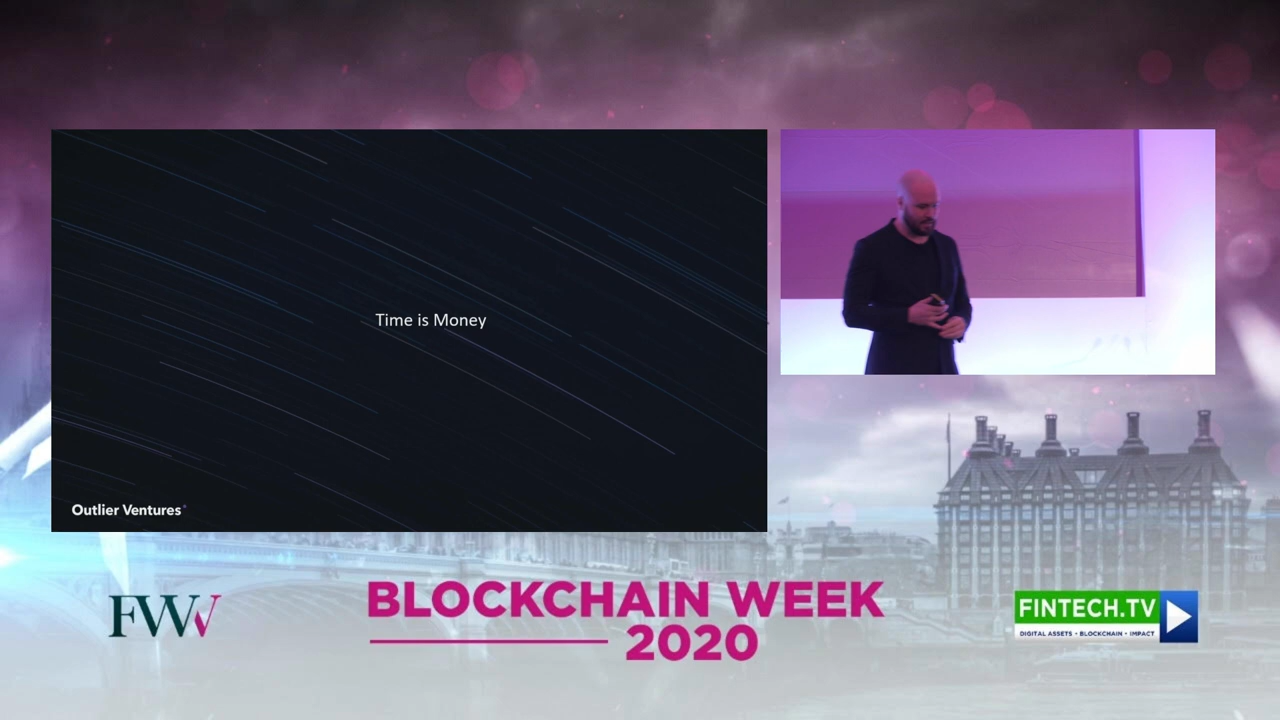 Time is Money
Outlier Ventures
FWW
BLOCKCHAIN WEEK
2020
FINTECH.TV
DIGITAL ASSETS • BLOCKCHAIN • IMPACT